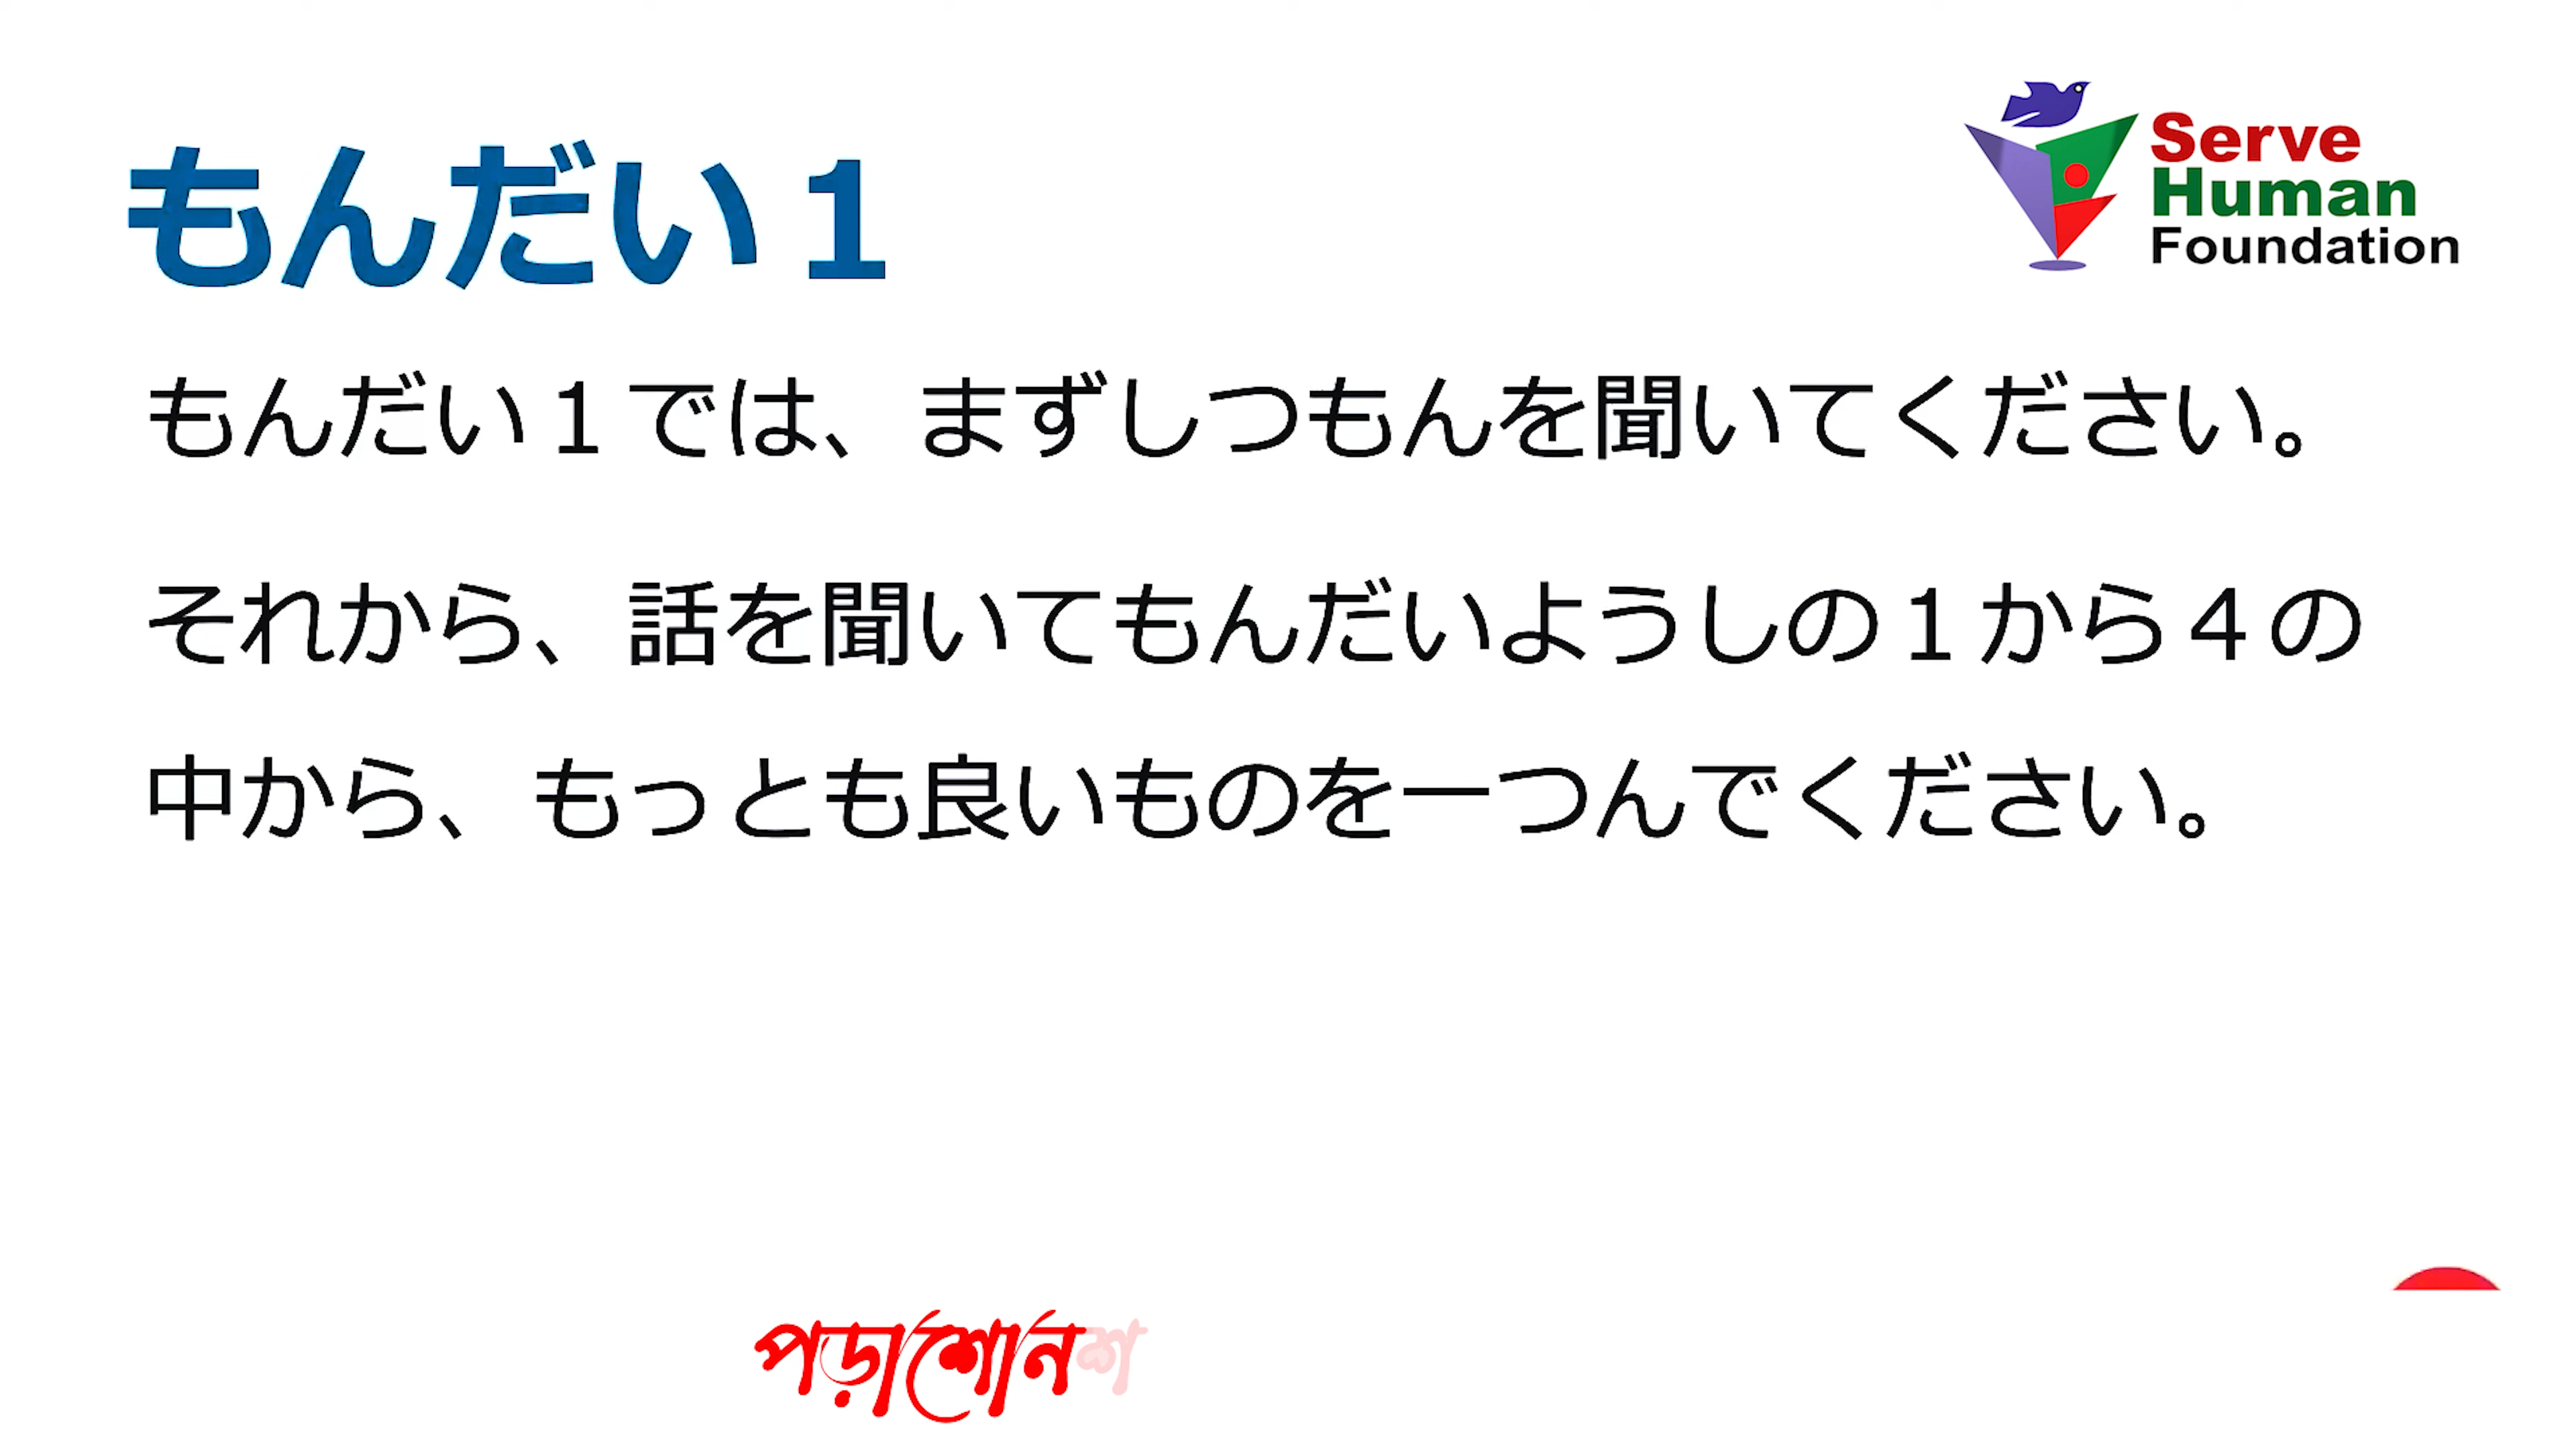 もんだい１
Serve
Human
Foundation
もんだい１では、まずしつもんを聞いてください。
それから、話を聞いてもんだいようしの１から４の
中から、もっとも良いものを一つんでください。
পড়াশোনশ